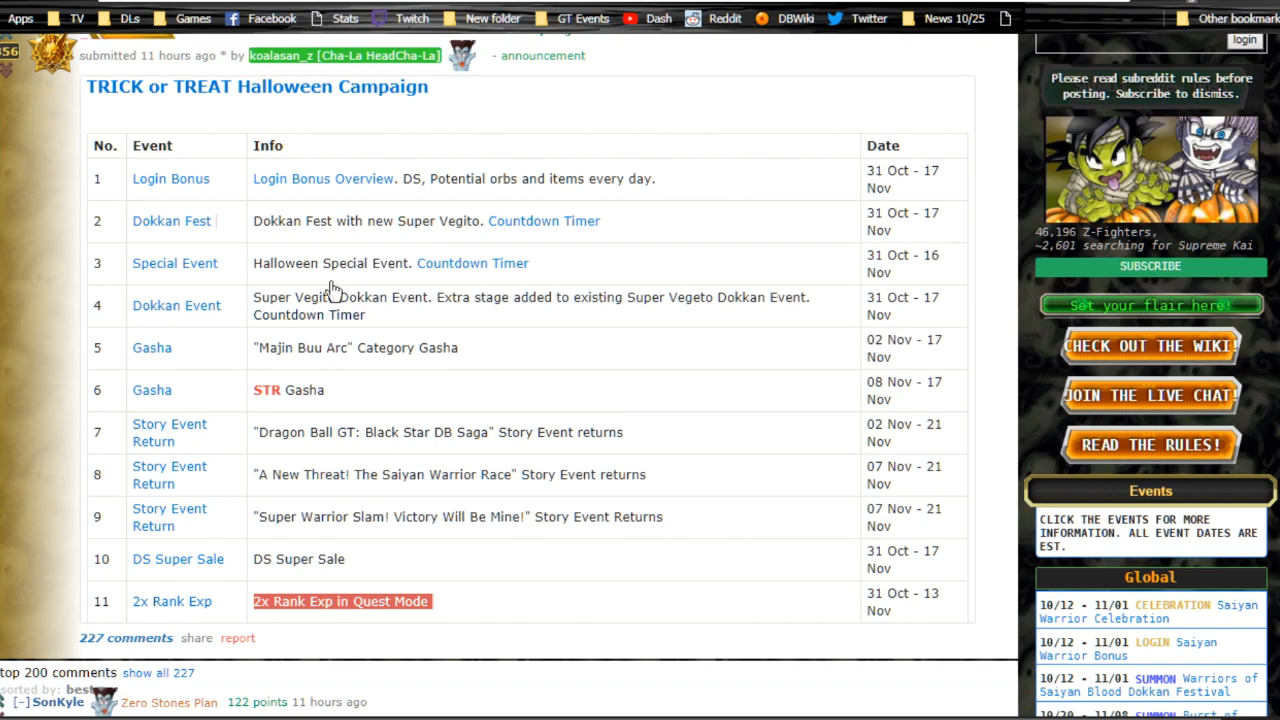 Apps TV DLs Games Facebook Stats Twitch New folder GT Events Dash Reddit DBWiki Twitter News 10/25 Other bookmark
356
submitted 11 hours ago * by koalasan_z [Cha-La HeadCha-La] - announcement
TRICK or TREAT Halloween Campaign
No. Event Info Date
1 Login Bonus Login Bonus Overview. DS, Potential orbs and items every day. 31 Oct - 17 Nov
2 Dokkan Fest Dokkan Fest with new Super Vegito. Countdown Timer 31 Oct - 17 Nov
3 Special Event Halloween Special Event. Countdown Timer 31 Oct - 16 Nov
4 Dokkan Event Super Vegito Dokkan Event. Extra stage added to existing Super Vegeto Dokkan Event. 31 Oct - 17 Nov
Countdown Timer
5 Gasha "Majin Buu Arc" Category Gasha 02 Nov - 17 Nov
6 Gasha STR Gasha 08 Nov - 17 Nov
7 Story Event Return "Dragon Ball GT: Black Star DB Saga" Story Event returns 02 Nov - 21 Nov
8 Story Event Return "A New Threat! The Saiyan Warrior Race" Story Event returns 07 Nov - 21 Nov
9 Story Event Return "Super Warrior Slam! Victory Will Be Mine!" Story Event Returns 07 Nov - 21 Nov
10 DS Super Sale DS Super Sale 31 Oct - 17 Nov
11 2x Rank Exp 2x Rank Exp in Quest Mode 31 Oct - 13 Nov
227 comments share report
top 200 comments show all 227
sorted by: best
[-] SonKyle Zero Stones Plan 122 points 11 hours ago
login
Please read subreddit rules before
posting. Subscribe to dismiss.
46,196 Z-Fighters,
~2,601 searching for Supreme Kai
SUBSCRIBE
Set your flair here!
CHECK OUT THE WIKI!
JOIN THE LIVE CHAT!
READ THE RULES!
Events
CLICK THE EVENTS FOR MORE
INFORMATION. ALL EVENT DATES ARE
EST.
Global
10/12 - 11/01 CELEBRATION Saiyan
Warrior Celebration
10/12 - 11/01 LOGIN Saiyan
Warrior Bonus
10/12 - 11/01 SUMMON Warriors of
Saiyan Blood Dokkan Festival
10/20 - 11/08 SUMMON Burst of